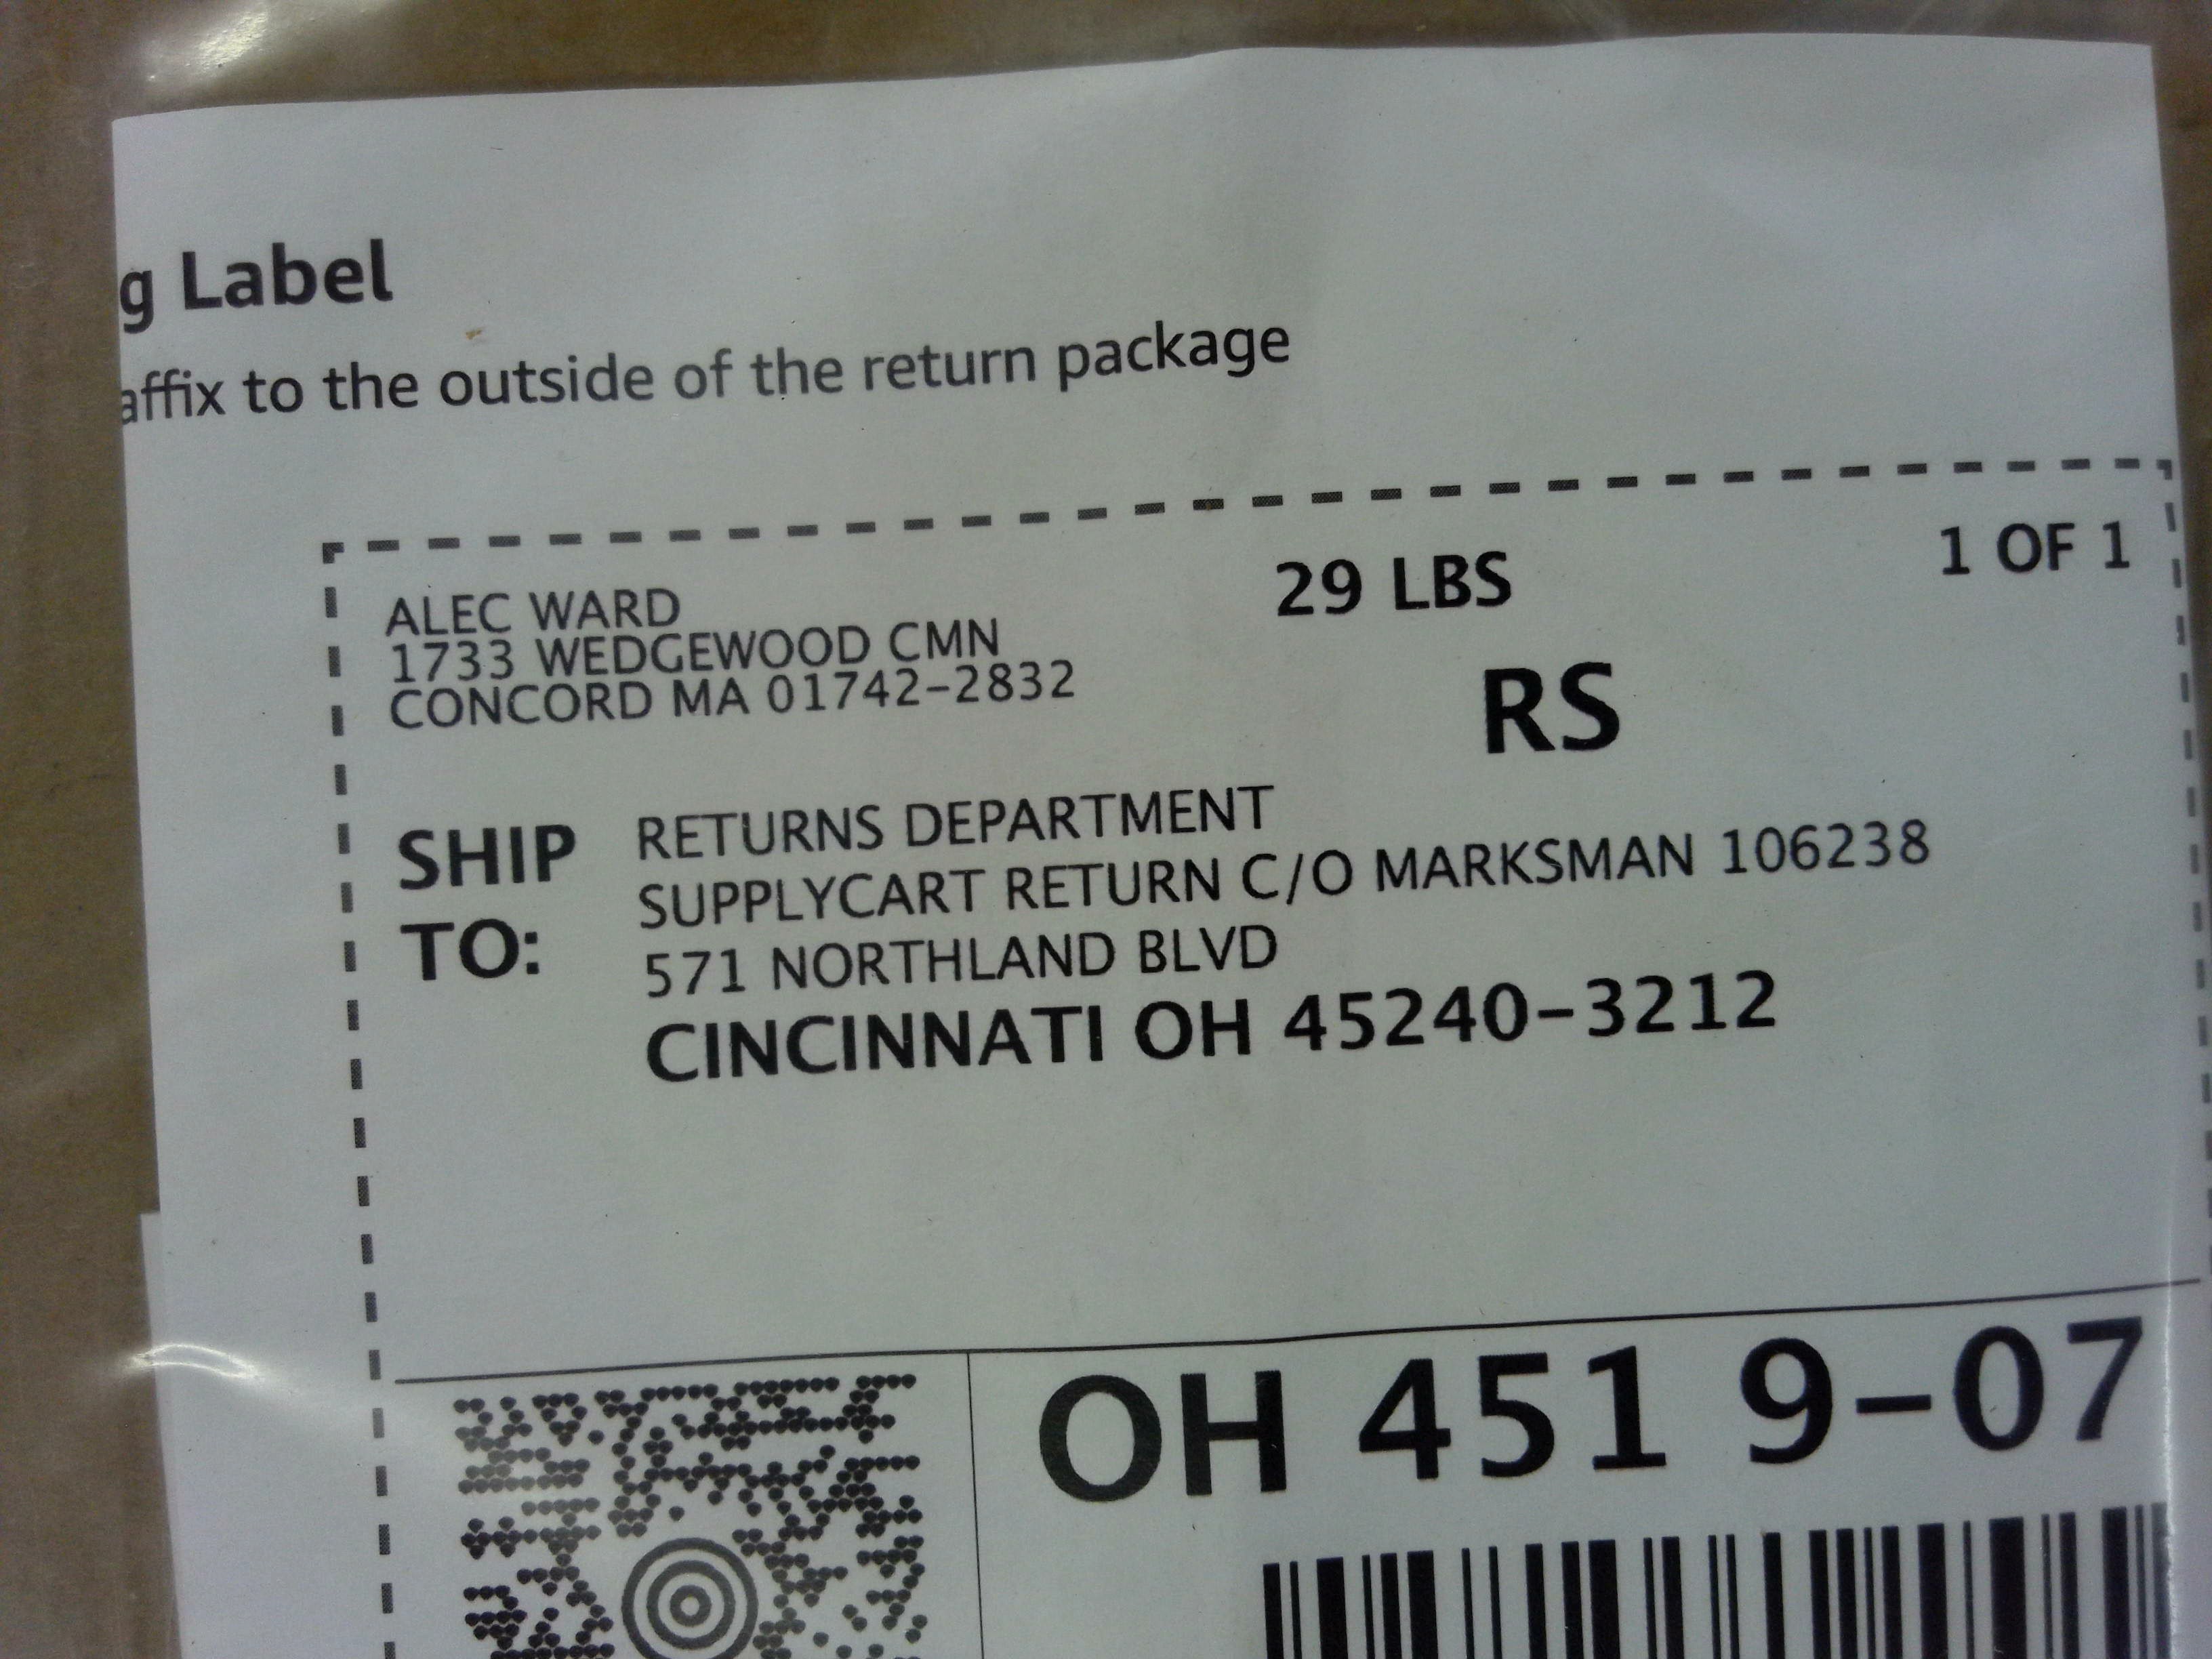 g Label
affix to the outside of the return package
ALEC WARD
1733 WEDGEWOOD CMN
CONCORD MA 01742-2832
29 LBS
1 OF 1
RS
SHIP TO:
RETURNS DEPARTMENT
SUPPLYCART RETURN C/O MARKSMAN 106238
571 NORTHLAND BLVD
CINCINNATI OH 45240-3212
OH 451 9-07